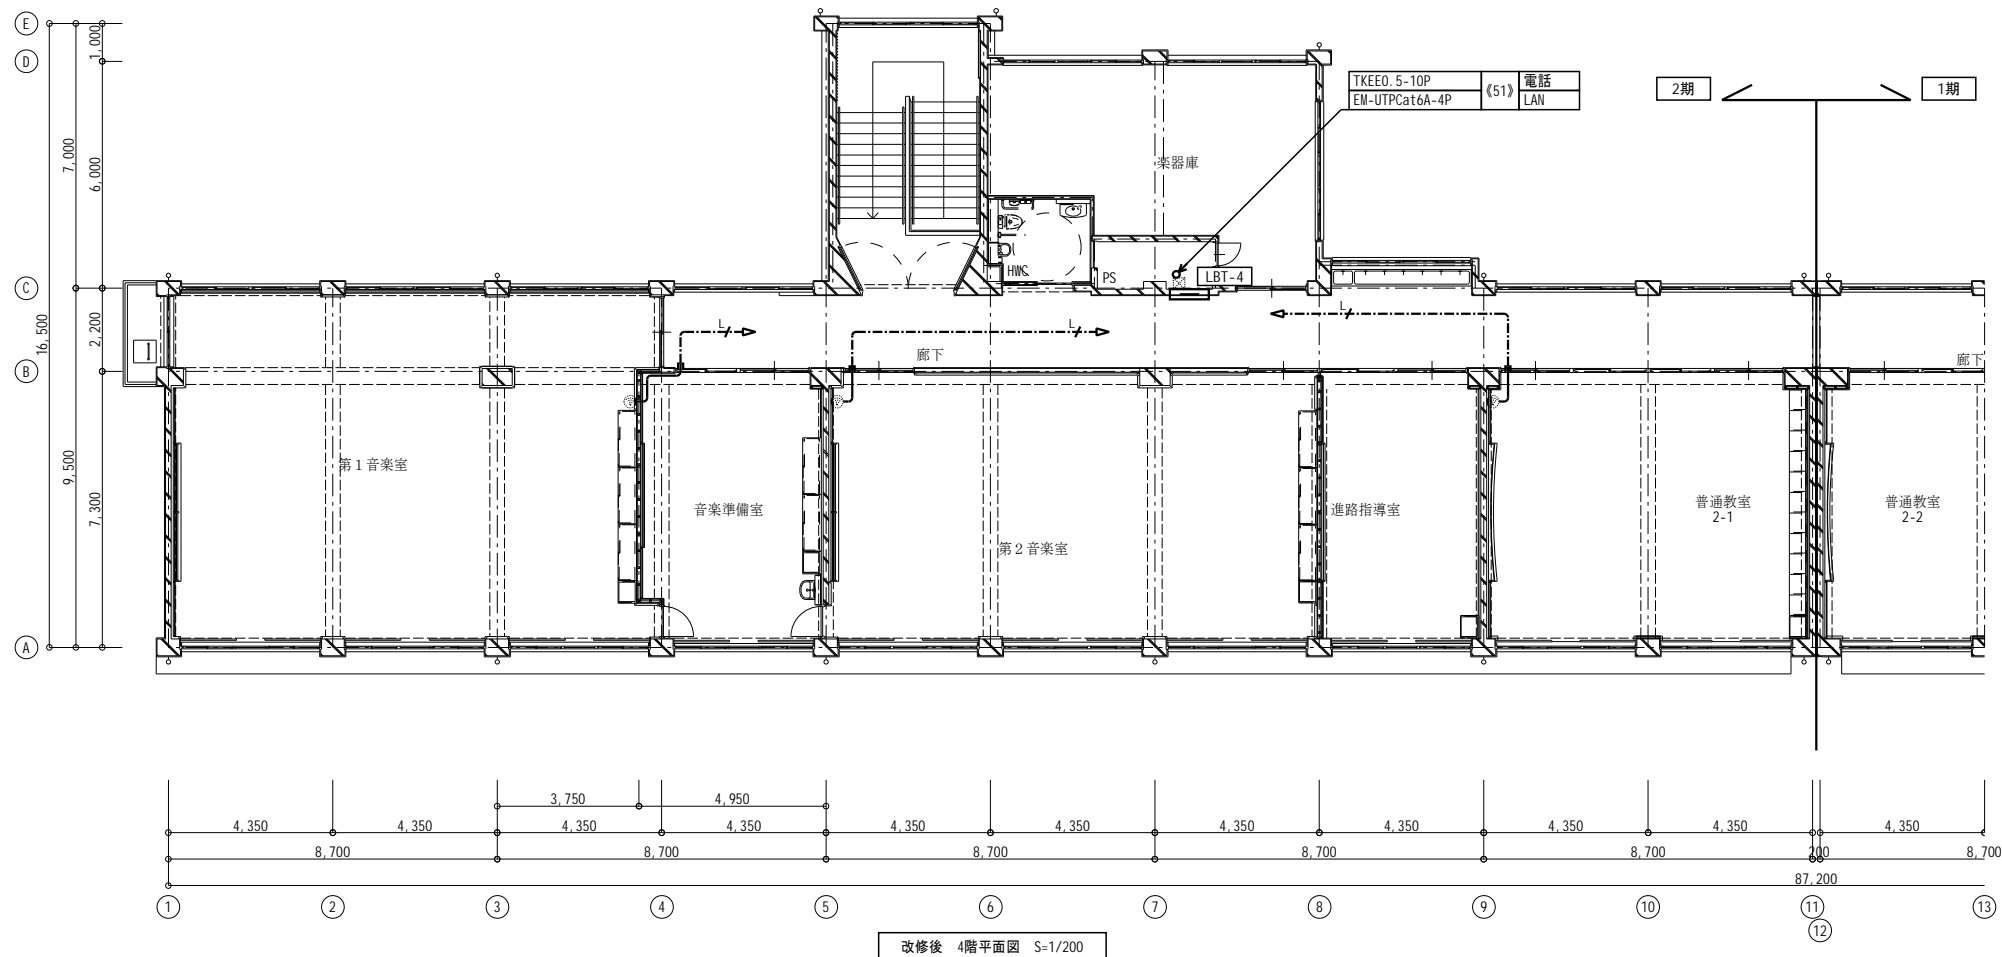 E
D
C
B
A
1,000
7,000
6,000
16,500
2,200
9,500
7,300
TKEE0.5-10P
EM-UTPCat6A-4P
《51》
電話
LAN
2期
1期
楽器庫
HWC
PS
LBT-4
L
L
L
廊下
廊下
第1音楽室
音楽準備室
第2音楽室
進路指導室
普通教室
2-1
普通教室
2-2
3,750
4,950
4,350
4,350
4,350
4,350
4,350
4,350
4,350
4,350
4,350
4,350
4,350
8,700
8,700
8,700
8,700
8,700
200
8,700
87,200
1
2
3
4
5
6
7
8
9
10
11
12
13
改修後 4階平面図 S=1/200